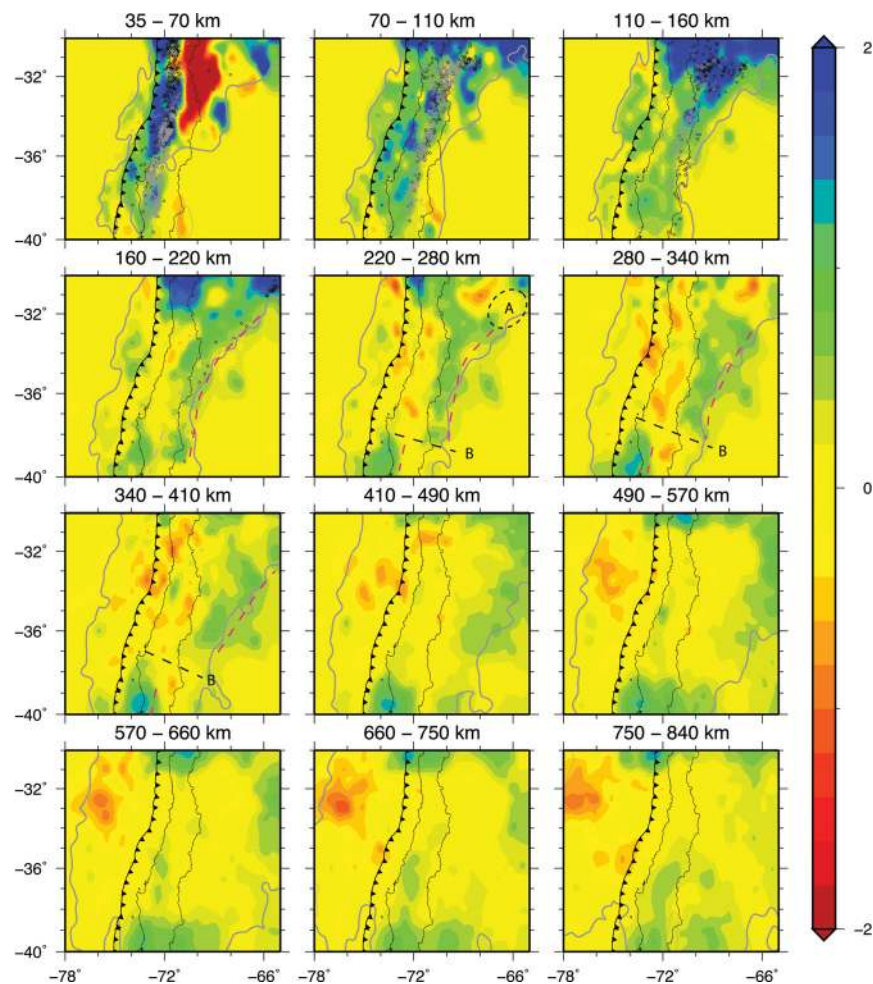 35 – 70 km
70 – 110 km
110 – 160 km
2
−32°
−36°
−40°
160 – 220 km
220 – 280 km
280 – 340 km
A
−32°
−36°
B
B
−40°
0
340 – 410 km
410 – 490 km
490 – 570 km
−32°
−36°
B
−40°
570 – 660 km
660 – 750 km
750 – 840 km
−32°
−36°
−40°
−2
−78° −72° −66° −78° −72° −66° −78° −72° −66°